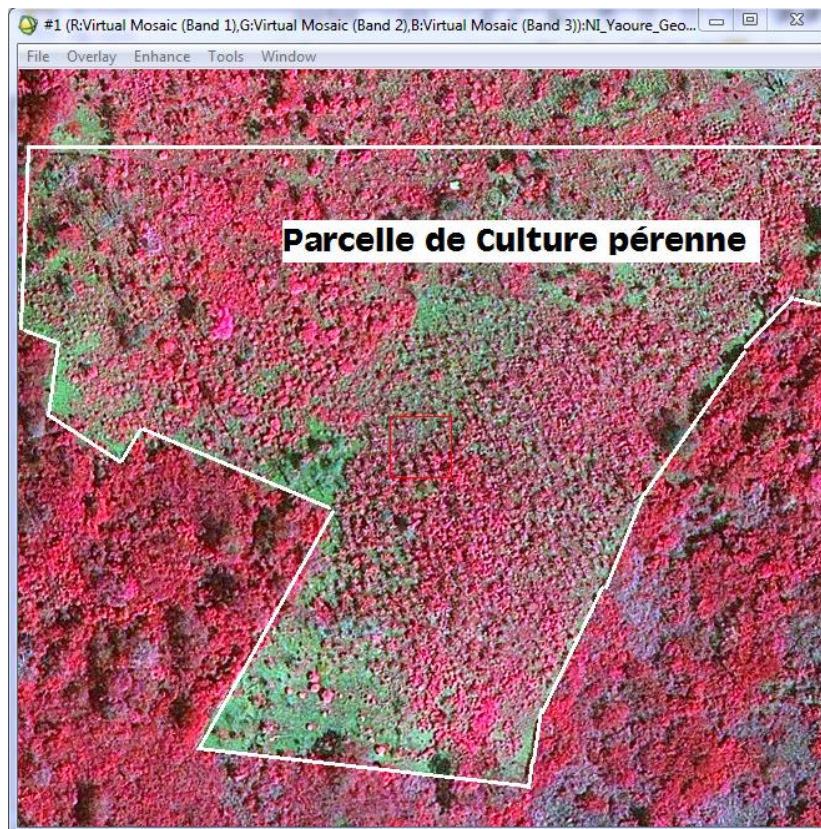 #1 (R:Virtual Mosaic (Band 1),G:Virtual Mosaic (Band 2),B:Virtual Mosaic (Band 3)):NI_Yaoure_Geo...
File Overlay Enhance Tools Window
Parcelle de Culture pérenne